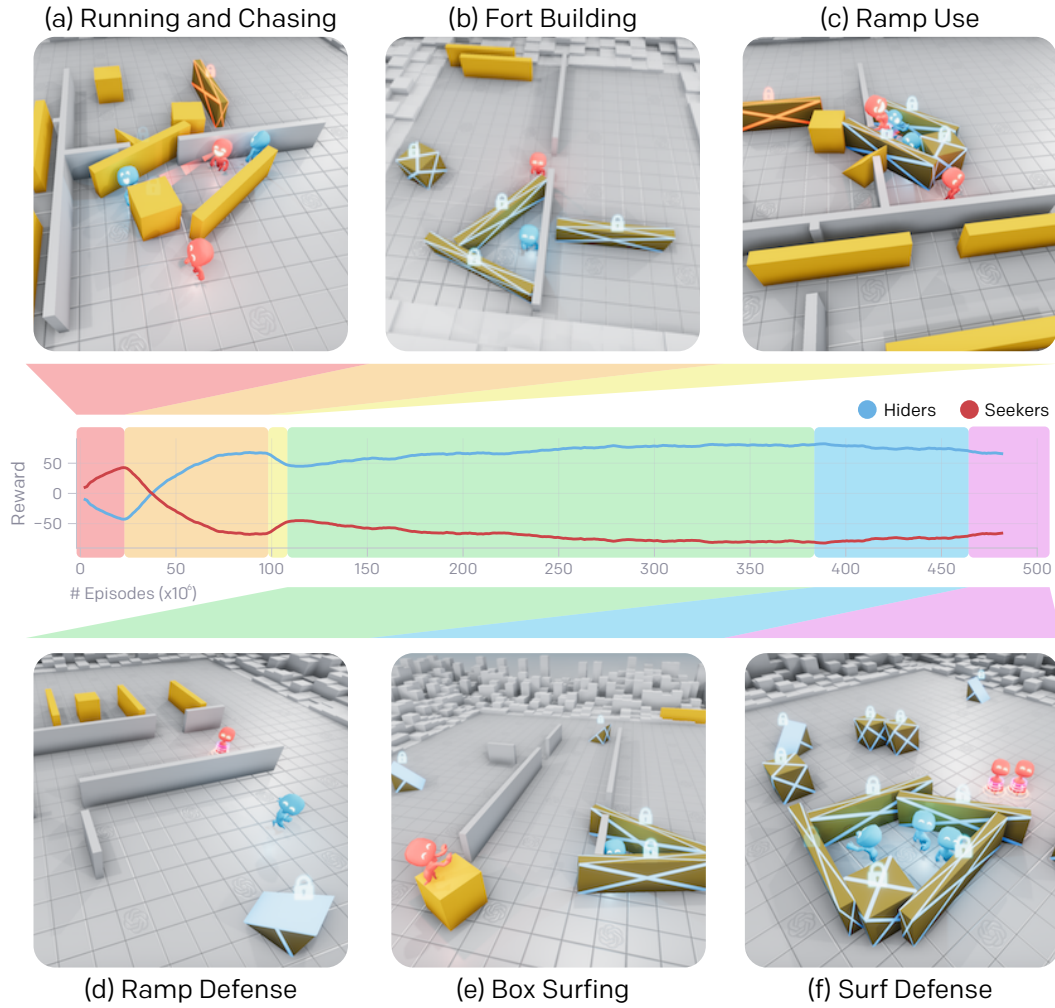 (a) Running and Chasing
(b) Fort Building
(c) Ramp Use
Hiders
Seekers
Reward
50
0
−50
0
50
100
150
200
250
300
350
400
450
500
# Episodes (x10⁶)
(d) Ramp Defense
(e) Box Surfing
(f) Surf Defense